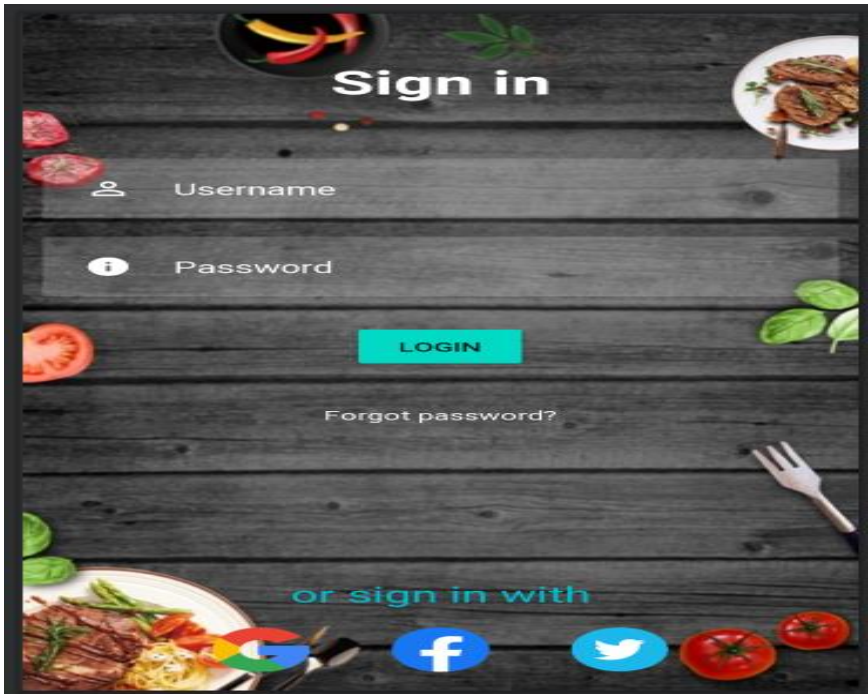 Sign in
Username
Password
LOGIN
Forgot password?
or sign in with